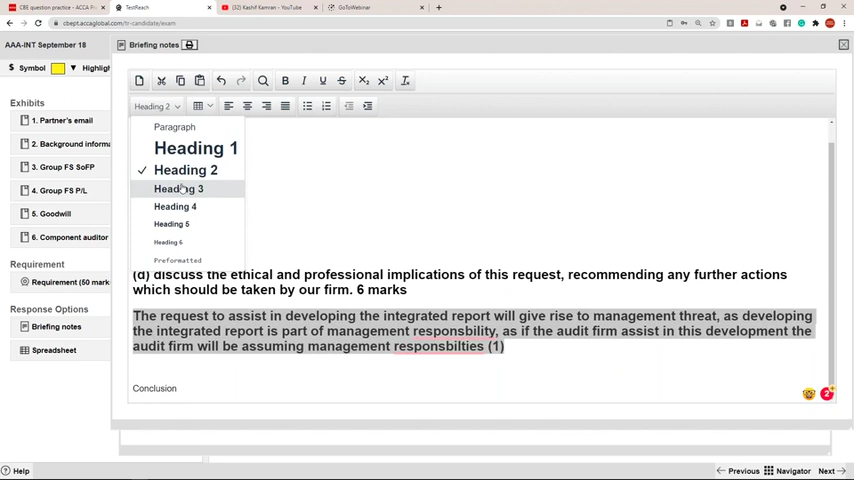 CBE question practice - ACCA Pra
TestReach
(32) Kashif Kamran - YouTube
GoToWebinar
cbept.accaglobal.com/tr-candidate/exam
AAA-INT September 18
Briefing notes
$ Symbol
Highligh
Heading 2
Paragraph
Heading 1
Heading 2
Heading 3
Heading 4
Heading 5
Heading 6
Preformatted
Exhibits
1. Partner's email
2. Background informa
3. Group FS SoFP
4. Group FS P/L
5. Goodwill
6. Component auditor
Requirement
Requirement (50 mark
Response Options
Briefing notes
Spreadsheet
(d) discuss the ethical and professional implications of this request, recommending any further actions
which should be taken by our firm. 6 marks
The request to assist in developing the integrated report will give rise to management threat, as developing
the integrated report is part of management responsbility, as if the audit firm assist in this development the
audit firm will be assuming management responsbilties (1)
Conclusion
2
Help
Previous
Navigator
Next